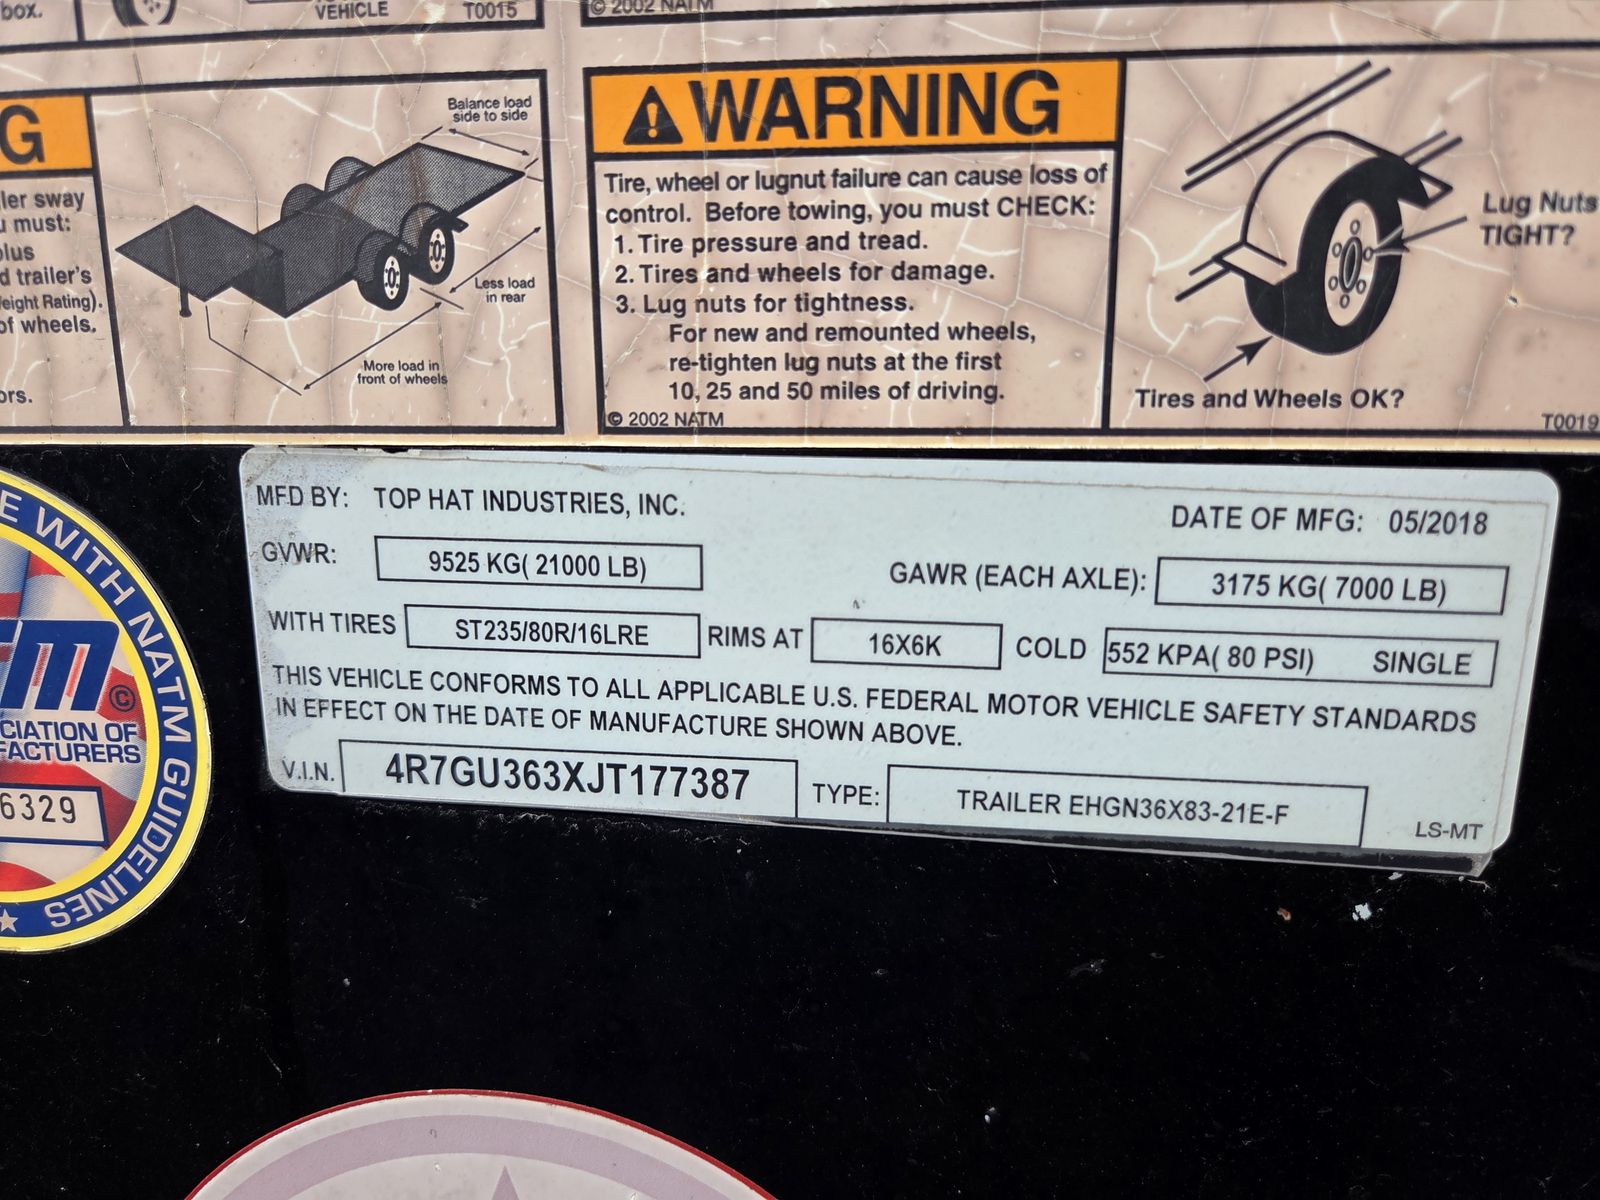 box.
VEHICLE T0015
© 2002 NATM
G
ler sway
u must:
plus
d trailer's
eight Rating).
of wheels.
ors.
Balance load
side to side
Less load
in rear
More load in
front of wheels
WARNING
Tire, wheel or lugnut failure can cause loss of
control. Before towing, you must CHECK:
1. Tire pressure and tread.
2. Tires and wheels for damage.
3. Lug nuts for tightness.
For new and remounted wheels,
re-tighten lug nuts at the first
10, 25 and 50 miles of driving.
© 2002 NATM
Lug Nuts
TIGHT?
Tires and Wheels OK?
T0019
MFD BY: TOP HAT INDUSTRIES, INC.
DATE OF MFG: 05/2018
GVWR: 9525 KG( 21000 LB)
GAWR (EACH AXLE): 3175 KG( 7000 LB)
WITH TIRES ST235/80R/16LRE RIMS AT 16X6K COLD 552 KPA( 80 PSI) SINGLE
THIS VEHICLE CONFORMS TO ALL APPLICABLE U.S. FEDERAL MOTOR VEHICLE SAFETY STANDARDS
IN EFFECT ON THE DATE OF MANUFACTURE SHOWN ABOVE.
V.I.N. 4R7GU363XJT177387 TYPE: TRAILER EHGN36X83-21E-F
LS-MT
E WITH NATM GUIDELINES
m ©
CIATION OF
FACTURERS
6329